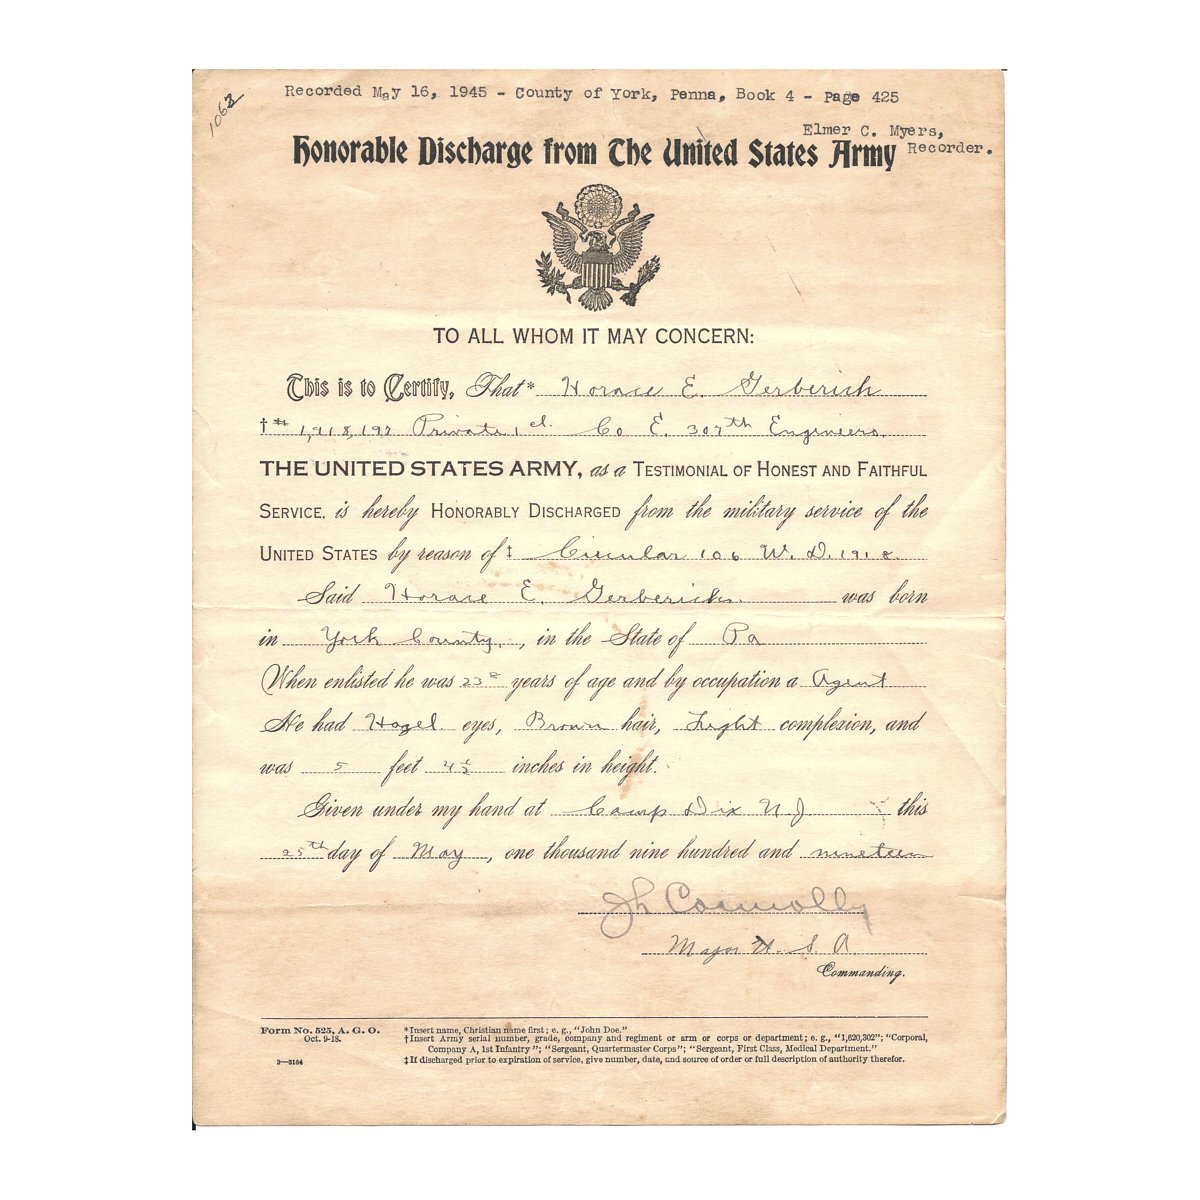 1062
Recorded May 16, 1945 - County of York, Penna, Book 4 - Page 425
Elmer C. Myers,
Recorder.
Honorable Discharge from The United States Army
TO ALL WHOM IT MAY CONCERN:
This is to Certify, That* Horace E. Gerberich
†# 1,918,197 Private 1 cl. Co E. 307th Engineers.
THE UNITED STATES ARMY, as a TESTIMONIAL OF HONEST AND FAITHFUL
SERVICE, is hereby HONORABLY DISCHARGED from the military service of the
UNITED STATES by reason of ‡ Circular 106 W. D. 1918.
Said Horace E. Gerberich. was born
in York County, in the State of Pa
When enlisted he was 23 years of age and by occupation a Agent
He had Hazel eyes, Brown hair, Light complexion, and
was 5 feet 4½ inches in height.
Given under my hand at Camp Dix N J this
25th day of May, one thousand nine hundred and nineteen
Jh Connolly
Major U. S. A
Commanding.
Form No. 525, A. G. O.
Oct. 9-18.
3—3164
*Insert name, Christian name first; e. g., "John Doe."
†Insert Army serial number, grade, company and regiment or arm or corps or department; e. g., "1,620,302"; "Corporal,
Company A, 1st Infantry"; "Sergeant, Quartermaster Corps"; "Sergeant, First Class, Medical Department."
‡If discharged prior to expiration of service, give number, date, and source of order or full description of authority therefor.